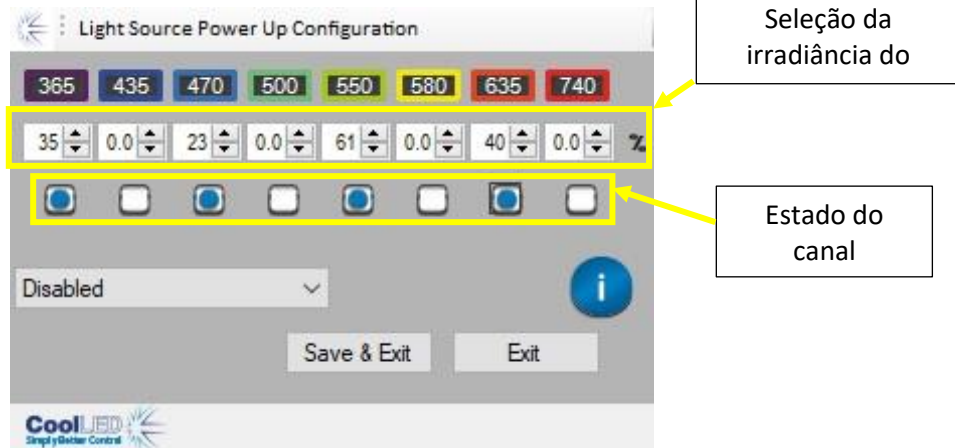 Light Source Power Up Configuration
Seleção da
irradiância do
365 435 470 500 550 580 635 740
35 0.0 23 0.0 61 0.0 40 0.0 %
Estado do
canal
Disabled
i
Save & Exit Exit
CoolLED
Simply Better Control